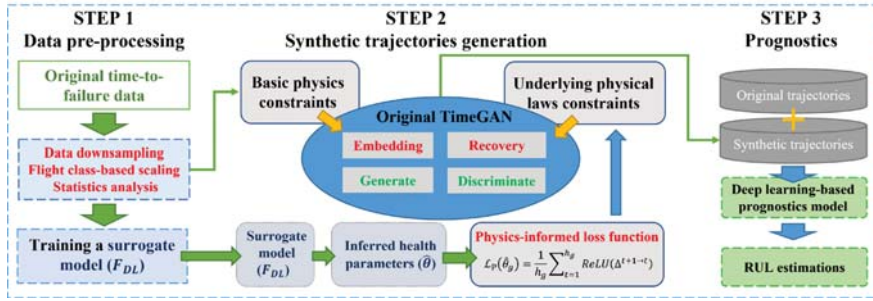 STEP 1
Data pre-processing
Original time-to-
failure data
Data downsampling
Flight class-based scaling
Statistics analysis
Training a surrogate
model (F_DL)
STEP 2
Synthetic trajectories generation
Basic physics
constraints
Underlying physical
laws constraints
Original TimeGAN
Embedding
Recovery
Generate
Discriminate
Surrogate
model
(F_DL)
Inferred health
parameters (θ̂)
Physics-informed loss function
ℒ_ℙ(θ̂_g) = 1/h_g ∑_{t=1}^{h_g} ReLU(Δ^{t+1→t})
STEP 3
Prognostics
Original trajectories
+
Synthetic trajectories
Deep learning-based
prognostics model
RUL estimations